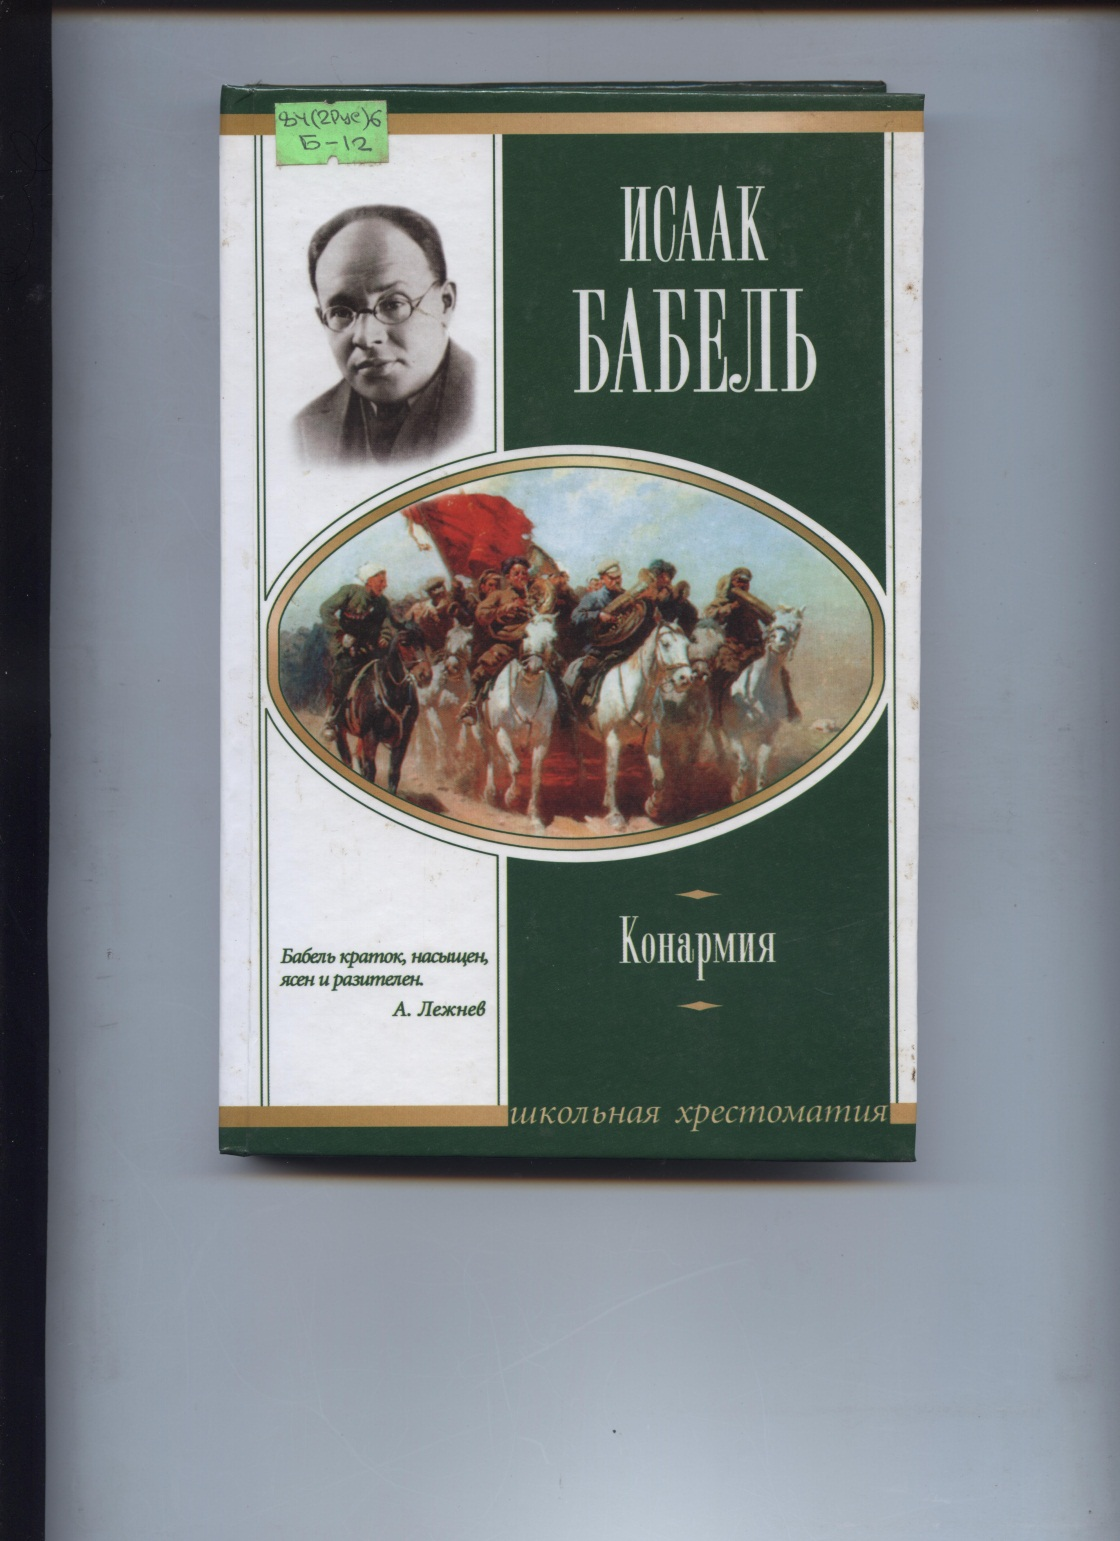 84(2Рус)6
Б-12
ИСААК
БАБЕЛЬ
Конармия
Бабель краток, насыщен,
ясен и разителен.
А. Лежнев
школьная хрестоматия